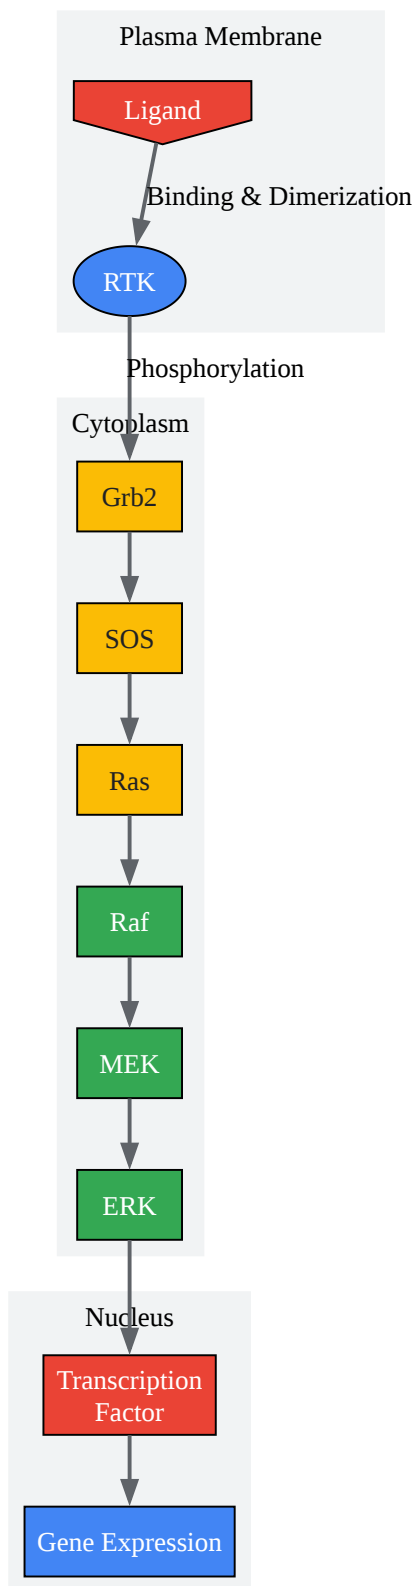 Plasma Membrane
Ligand
Binding & Dimerization
RTK
Phosphorylation
Cytoplasm
Grb2
SOS
Ras
Raf
MEK
ERK
Nucleus
Transcription
Factor
Gene Expression